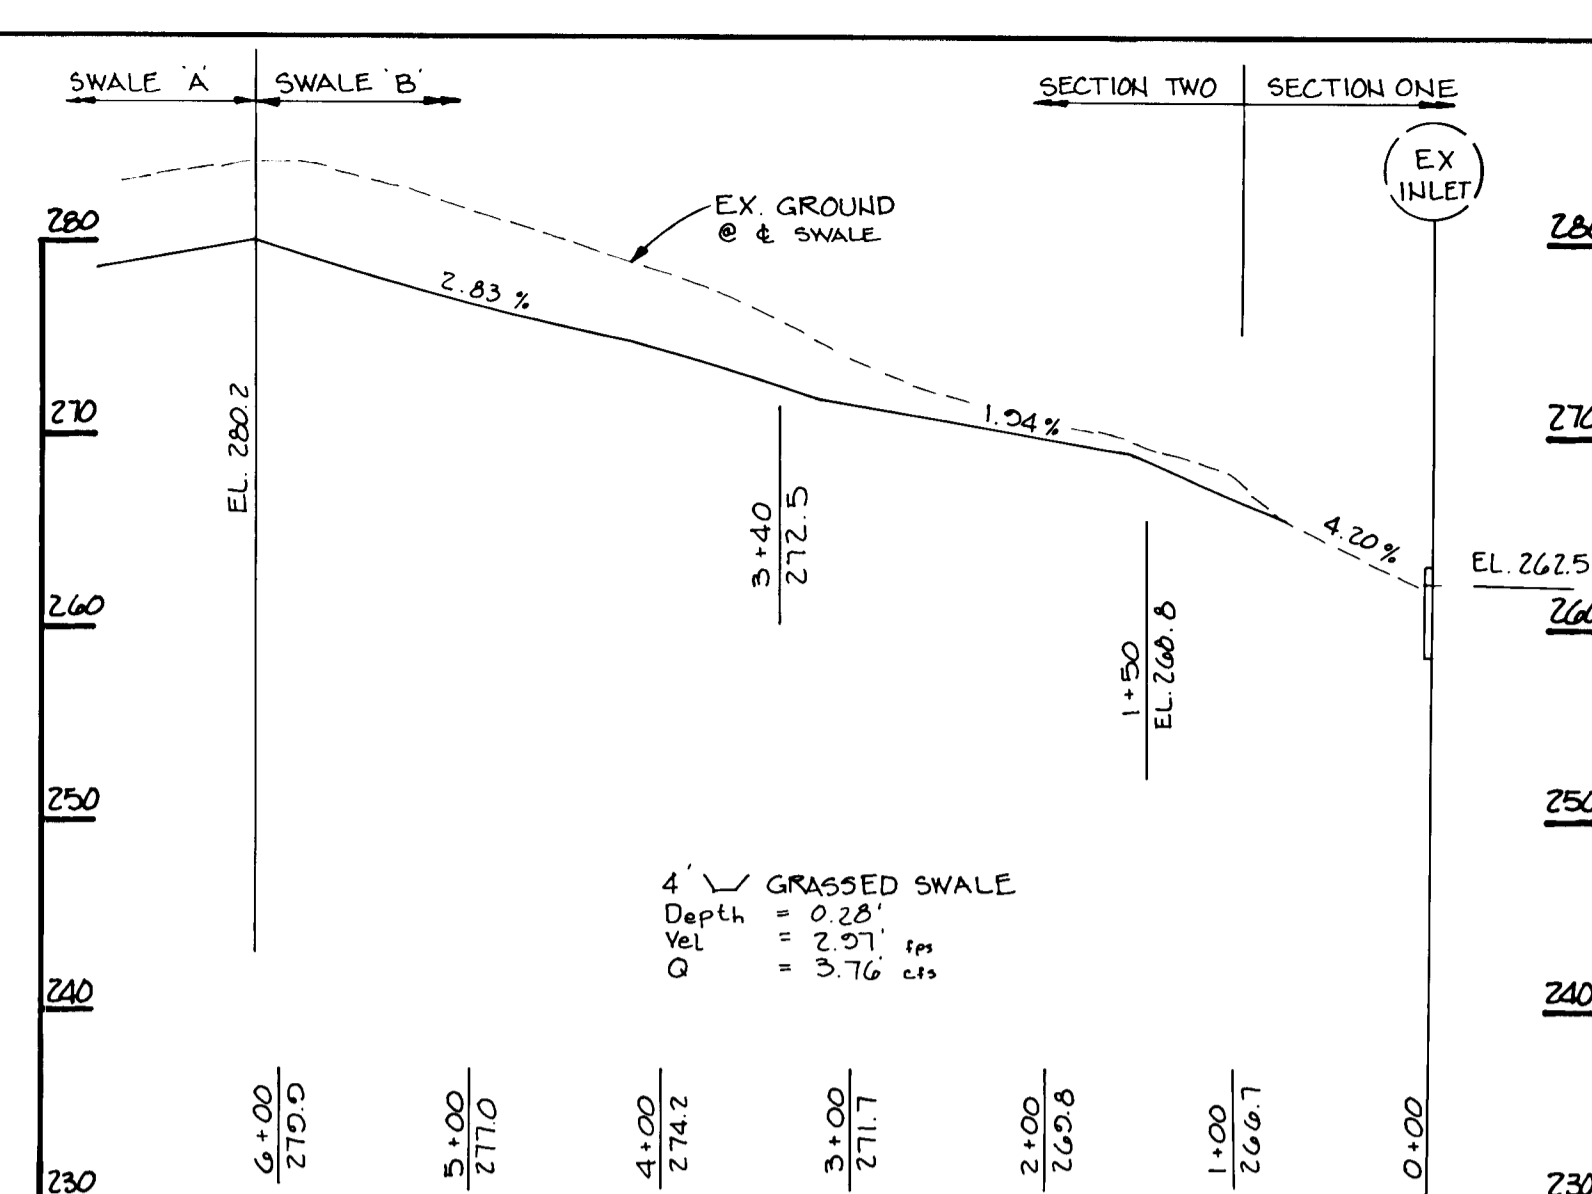 SWALE 'A'
SWALE 'B'
SECTION TWO
SECTION ONE
EX
INLET
EX. GROUND
@ ℄ SWALE
280
280
2.83 %
EL. 280.2
270
270
1.94 %
3+40
272.5
4.20 %
EL. 262.5
260
260
1+50
EL. 268.8
250
250
4' GRASSED SWALE
Depth = 0.28'
Vel = 2.97' fps
Q = 3.76 cfs
240
240
6+00
279.9
5+00
277.0
4+00
274.2
3+00
271.7
2+00
269.8
1+00
266.7
0+00
230
230